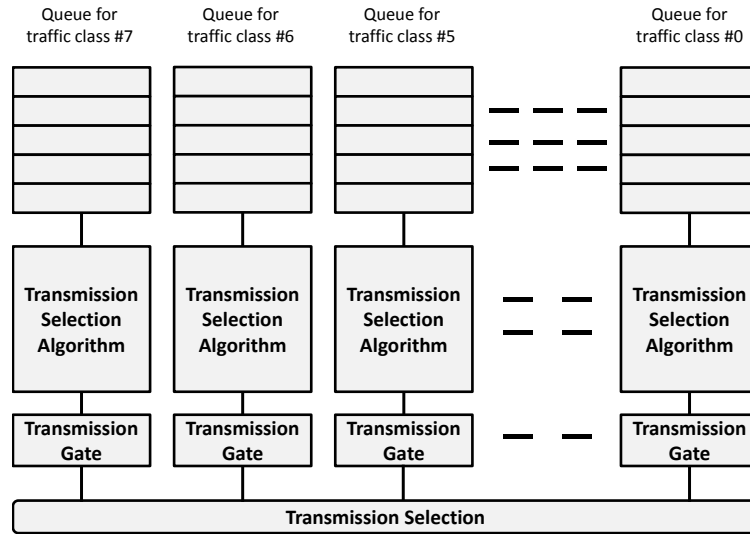 Queue for
traffic class #7
Queue for
traffic class #6
Queue for
traffic class #5
Queue for
traffic class #0
Transmission
Selection
Algorithm
Transmission
Selection
Algorithm
Transmission
Selection
Algorithm
Transmission
Selection
Algorithm
Transmission
Gate
Transmission
Gate
Transmission
Gate
Transmission
Gate
Transmission Selection